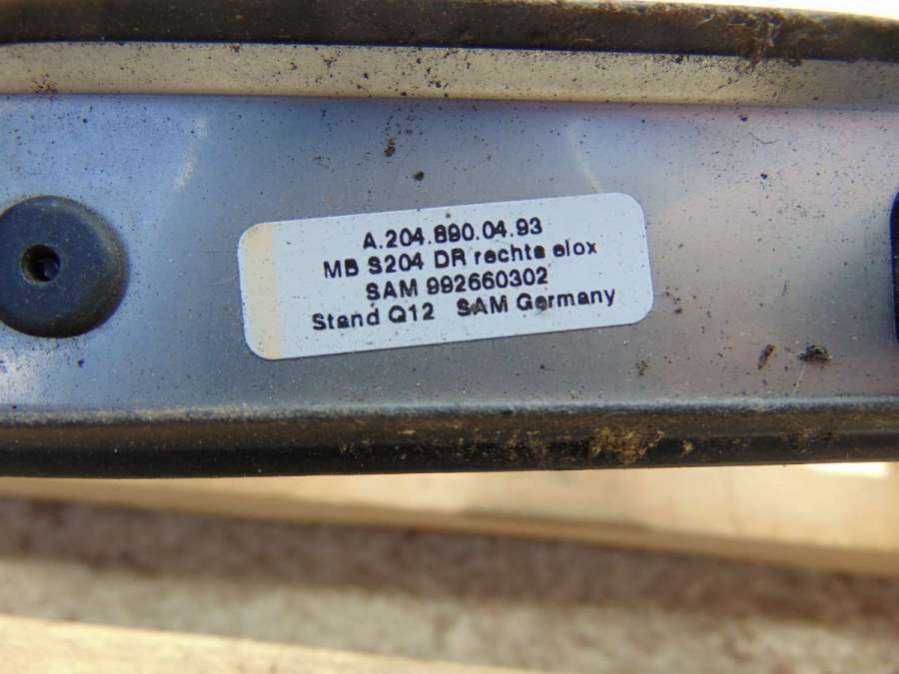 A.204.890.04.93
MB S204 DR rechts elox
SAM 992660302
Stand Q12 SAM Germany